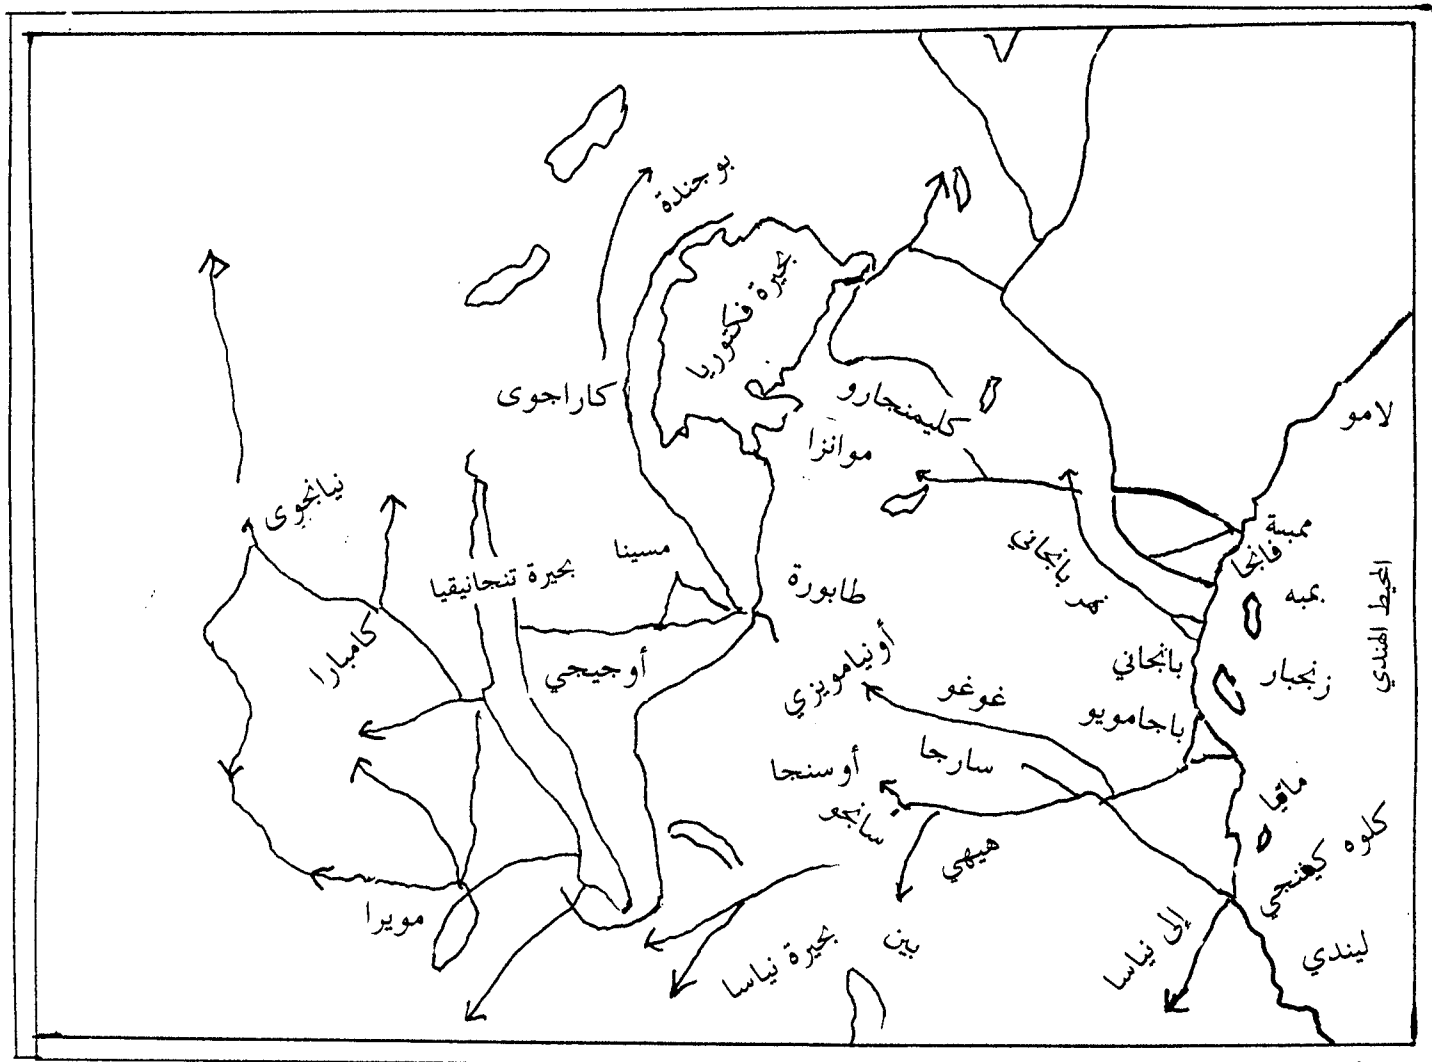 بوجندة
بحيرة فكتوريا
كاراجوى
كليمنجارو
موانزا
لامو
نيانجوى
ممبسة
فانجا
بمبه
المحيط الهندي
نهر بانجاني
مسينا
بحيرة تنجانيقيا
طابورة
كامبارا
أوجيجي
أونيامويزي
بانجاني
زنجبار
غوغو
باجامويو
سارجا
أوسنجا
سانجو
مافيا
كلوه كيفنجي
هيهي
مويرا
بين
بحيرة نياسا
إلى نياسا
ليندي